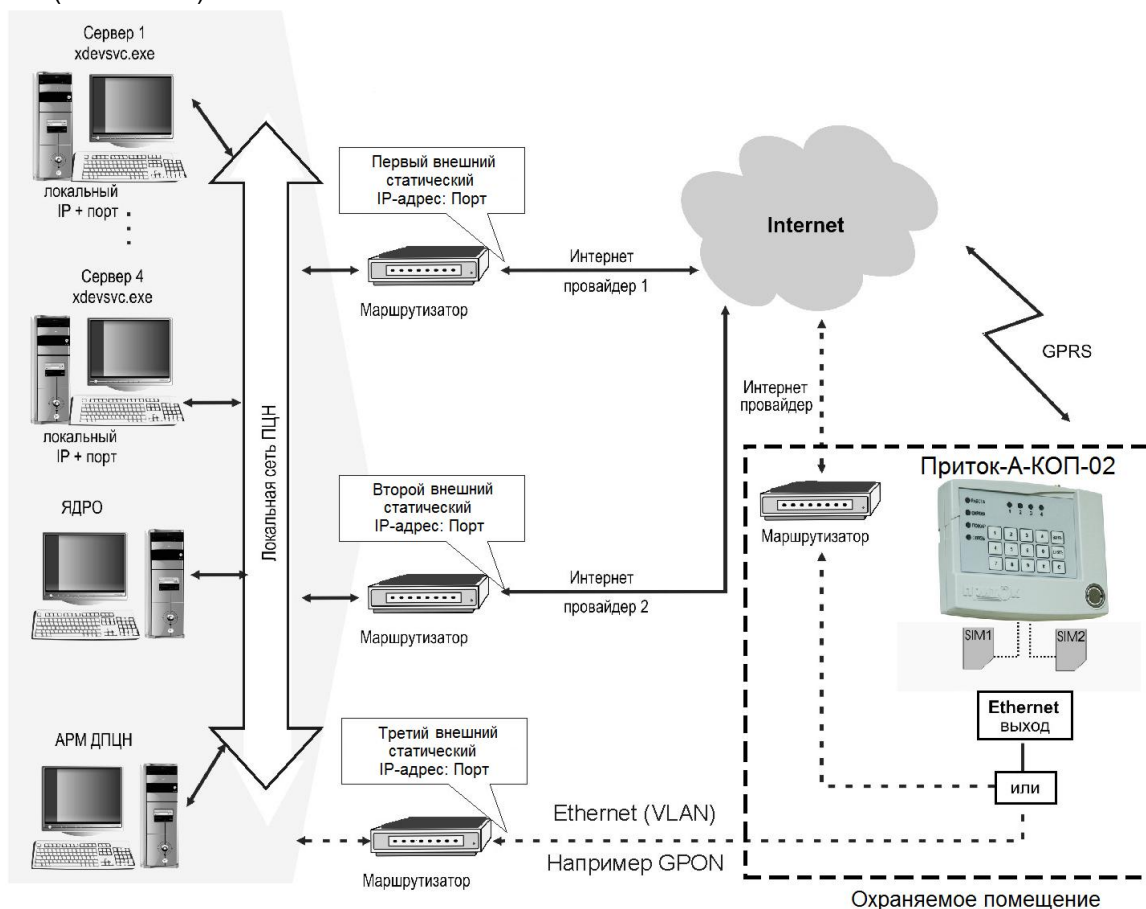 Сервер 1
xdevsvc.exe
локальный
IP + порт
Сервер 4
xdevsvc.exe
локальный
IP + порт
ЯДРО
АРМ ДПЦН
Локальная сеть ПЦН
Первый внешний
статический
IP-адрес: Порт
Маршрутизатор
Интернет
провайдер 1
Второй внешний
статический
IP-адрес: Порт
Маршрутизатор
Интернет
провайдер 2
Третий внешний
статический
IP-адрес: Порт
Маршрутизатор
Ethernet (VLAN)
Например GPON
Internet
GPRS
Интернет
провайдер
Маршрутизатор
Приток-А-КОП-02
SIM1
SIM2
Ethernet
выход
или
Охраняемое помещение